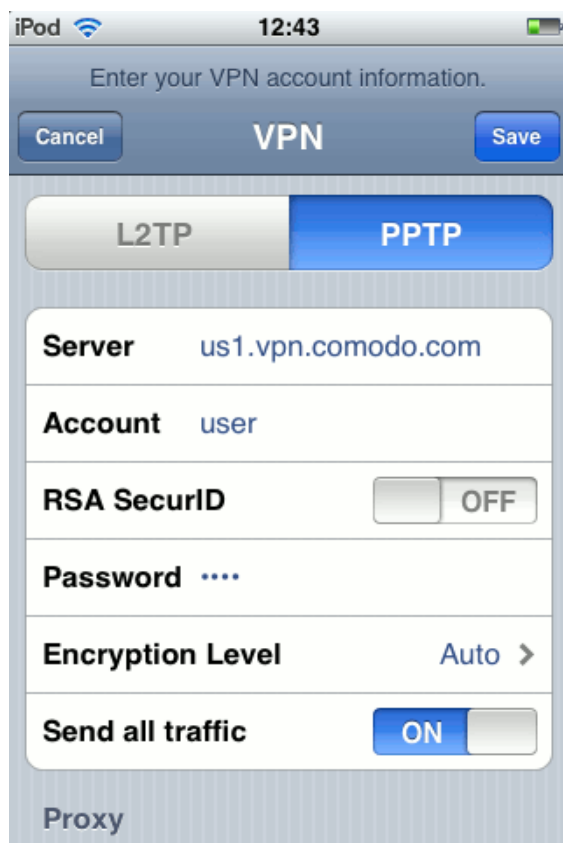 iPod 12:43
Enter your VPN account information.
Cancel VPN Save
L2TP PPTP
Server us1.vpn.comodo.com
Account user
RSA SecurID OFF
Password ••••
Encryption Level Auto
Send all traffic ON
Proxy